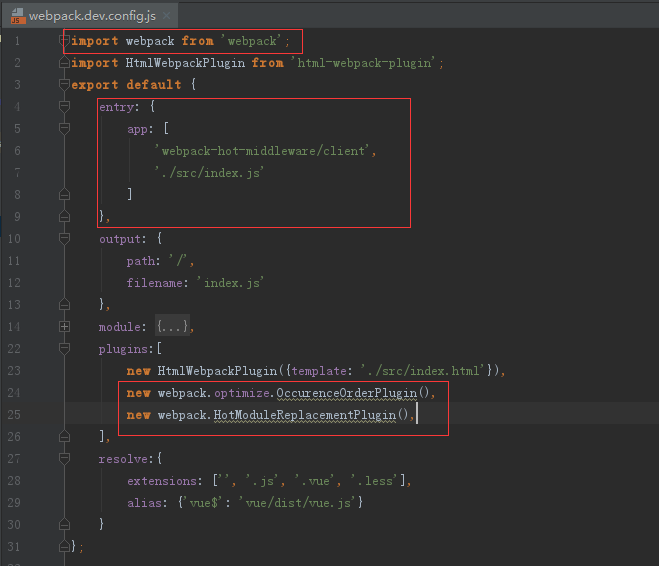 webpack.dev.config.js
1 import webpack from 'webpack';
2 import HtmlWebpackPlugin from 'html-webpack-plugin';
3 export default {
4 entry: {
5 app: [
6 'webpack-hot-middleware/client',
7 './src/index.js'
8 ]
9 },
10 output: {
11 path: '/',
12 filename: 'index.js'
13 },
14 module: {...},
22 plugins:[
23 new HtmlWebpackPlugin({template: './src/index.html'}),
24 new webpack.optimize.OccurenceOrderPlugin(),
25 new webpack.HotModuleReplacementPlugin(),
26 ],
27 resolve:{
28 extensions: ['', '.js', '.vue', '.less'],
29 alias: {'vue$': 'vue/dist/vue.js'}
30 }
31 };